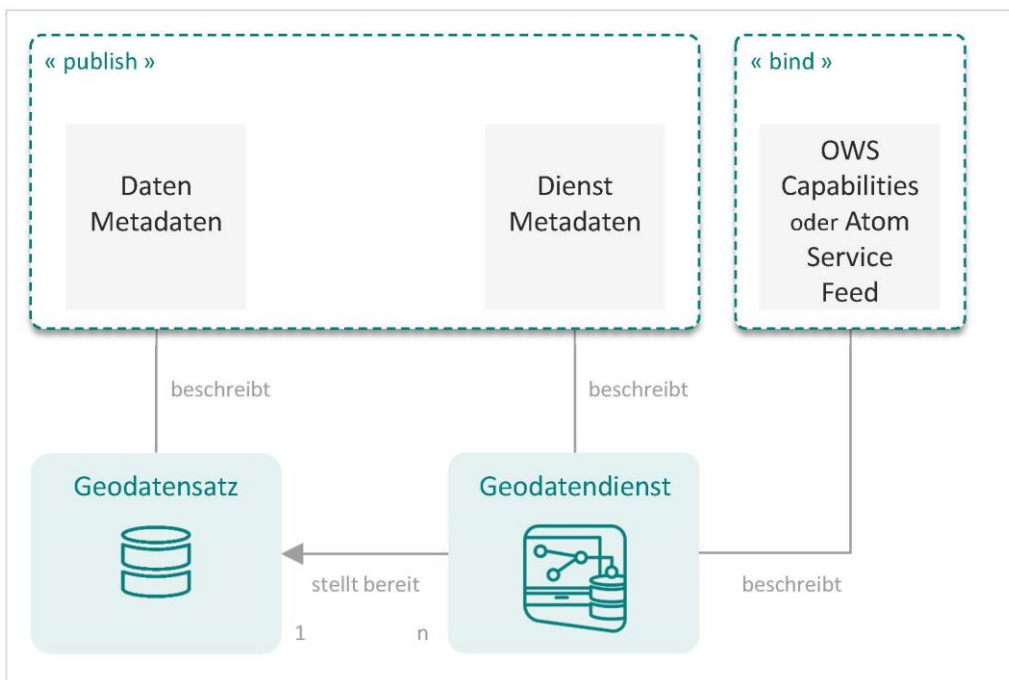 « publish »
« bind »
Daten
Metadaten
Dienst
Metadaten
OWS
Capabilities
oder Atom
Service
Feed
beschreibt
beschreibt
Geodatensatz
Geodatendienst
stellt bereit
beschreibt
1
n